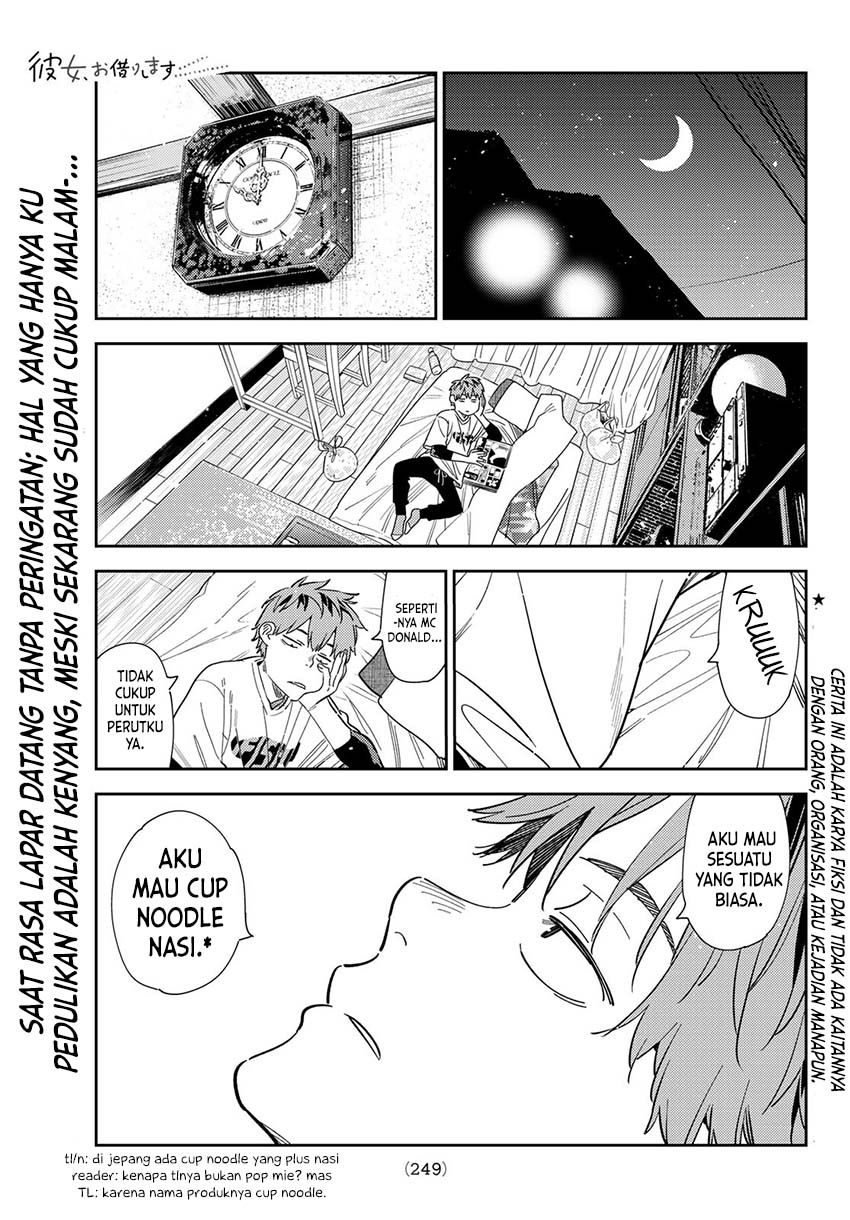 彼女、お借りします
SAAT RASA LAPAR DATANG TANPA PERINGATAN; HAL YANG HANYA KU
PEDULIKAN ADALAH KENYANG, MESKI SEKARANG SUDAH CUKUP MALAM-...
KRUUUK
SEPERTI
-NYA MC
DONALD...
TIDAK
CUKUP
UNTUK
PERUTKU
YA.
★
CERITA INI ADALAH KARYA FIKSI DAN TIDAK ADA KAITANNYA
DENGAN ORANG, ORGANISASI, ATAU KEJADIAN MANAPUN.
AKU MAU
SESUATU
YANG TIDAK
BIASA.
AKU
MAU CUP
NOODLE
NASI.*
tl/n: di jepang ada cup noodle yang plus nasi
reader: kenapa tlnya bukan pop mie? mas
TL: karena nama produknya cup noodle.
(249)